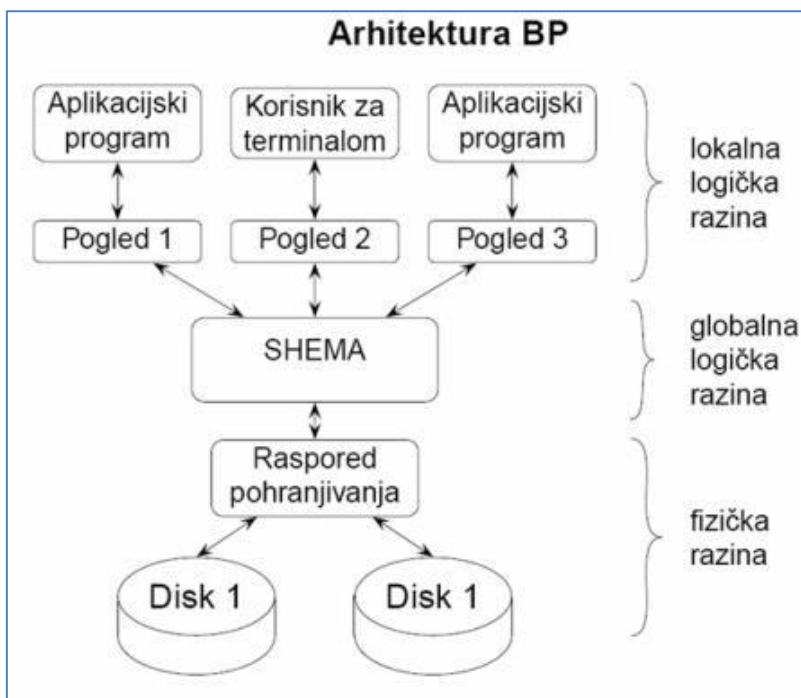 Arhitektura BP
Aplikacijski
program
Korisnik za
terminalom
Aplikacijski
program
lokalna
logička
razina
Pogled 1
Pogled 2
Pogled 3
SHEMA
globalna
logička
razina
Raspored
pohranjivanja
fizička
razina
Disk 1
Disk 1